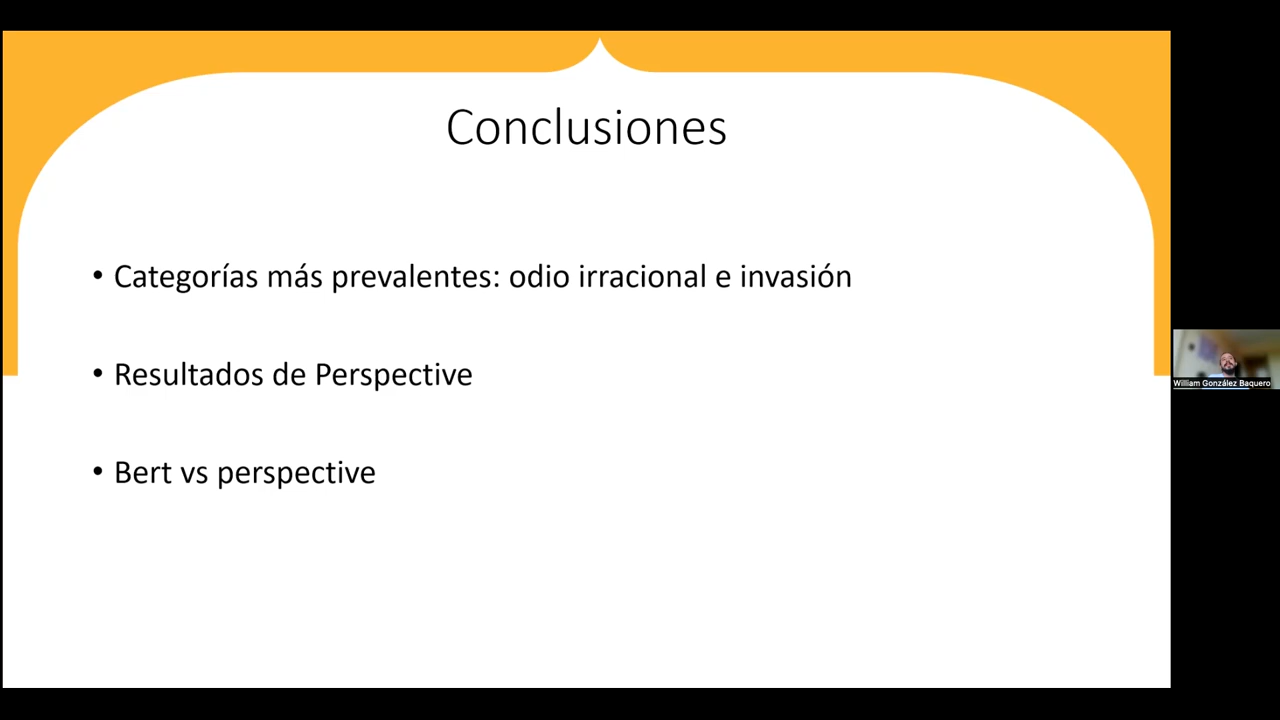 Conclusiones
• Categorías más prevalentes: odio irracional e invasión
• Resultados de Perspective
• Bert vs perspective
William González Baquero